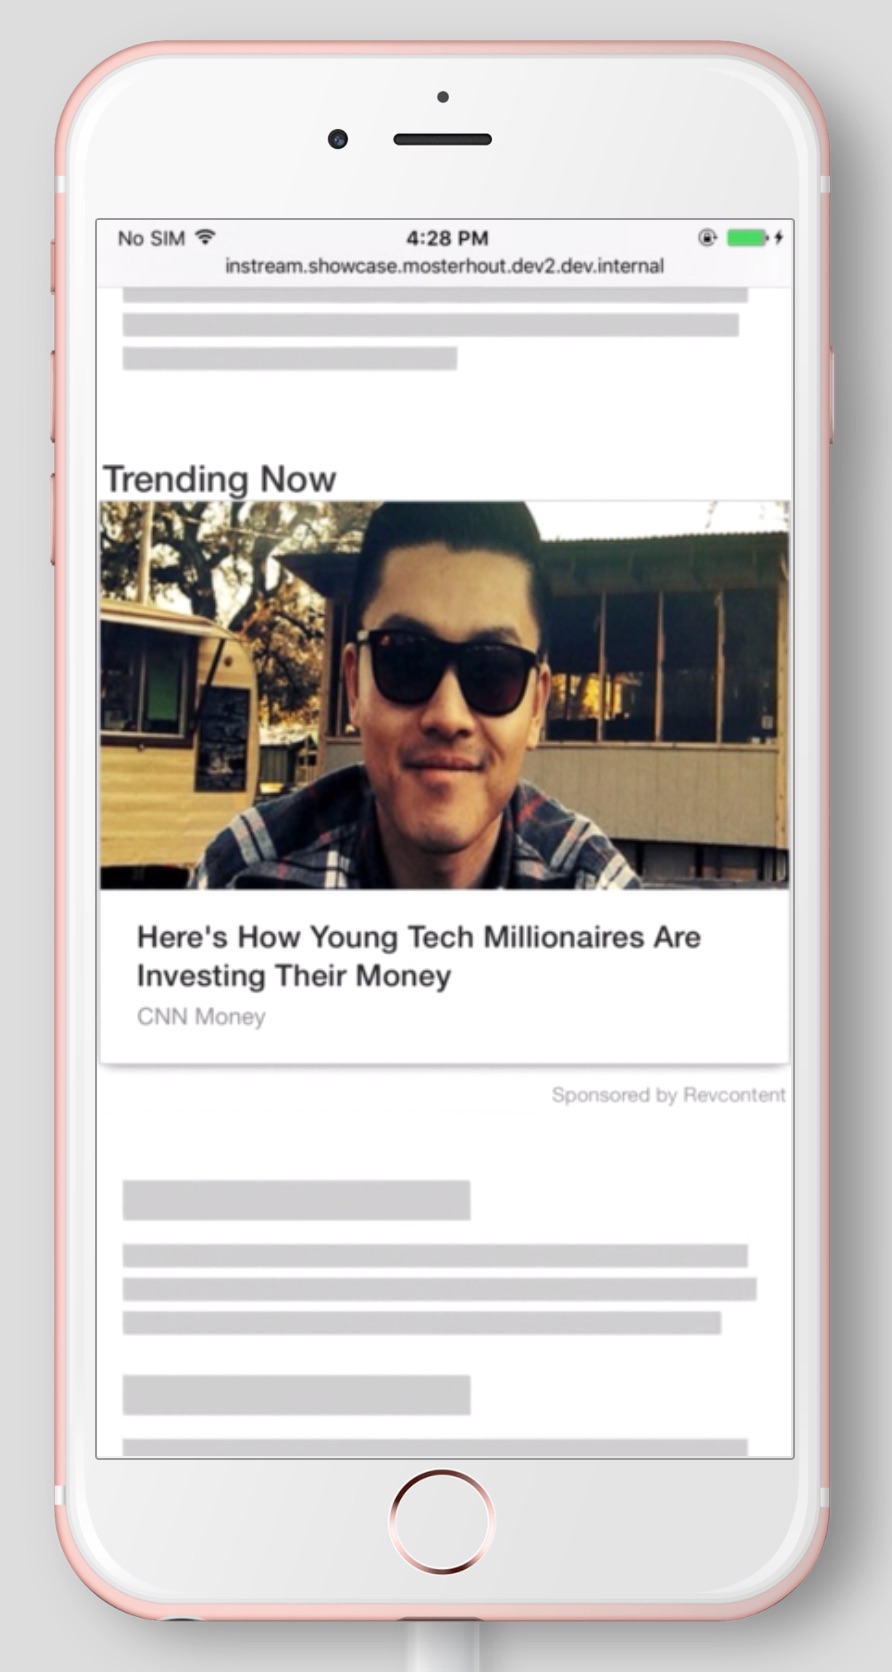 No SIM 4:28 PM
instream.showcase.mosterhout.dev2.dev.internal
Trending Now
Here's How Young Tech Millionaires Are
Investing Their Money
CNN Money
Sponsored by Revcontent